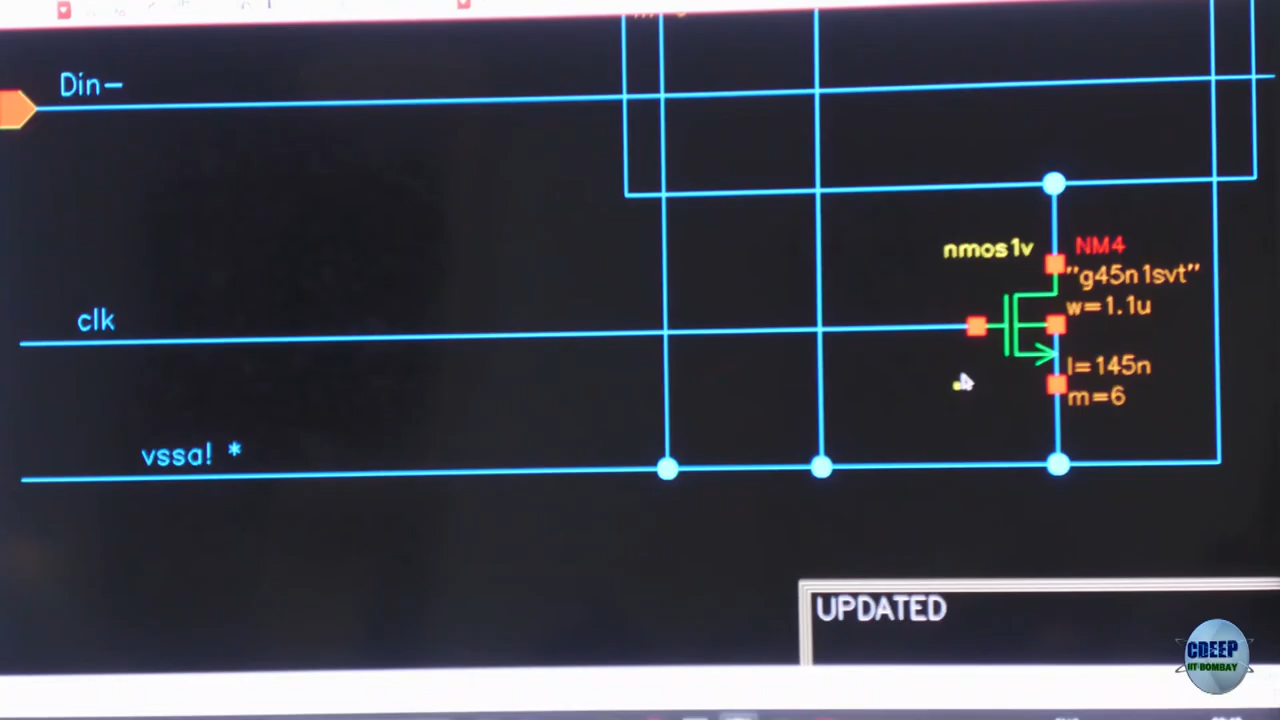 Din-
nmos1v
NM4
"g45n1svt"
w=1.1u
clk
l=145n
m=6
vssa! *
UPDATED
CDEEP
IIT BOMBAY